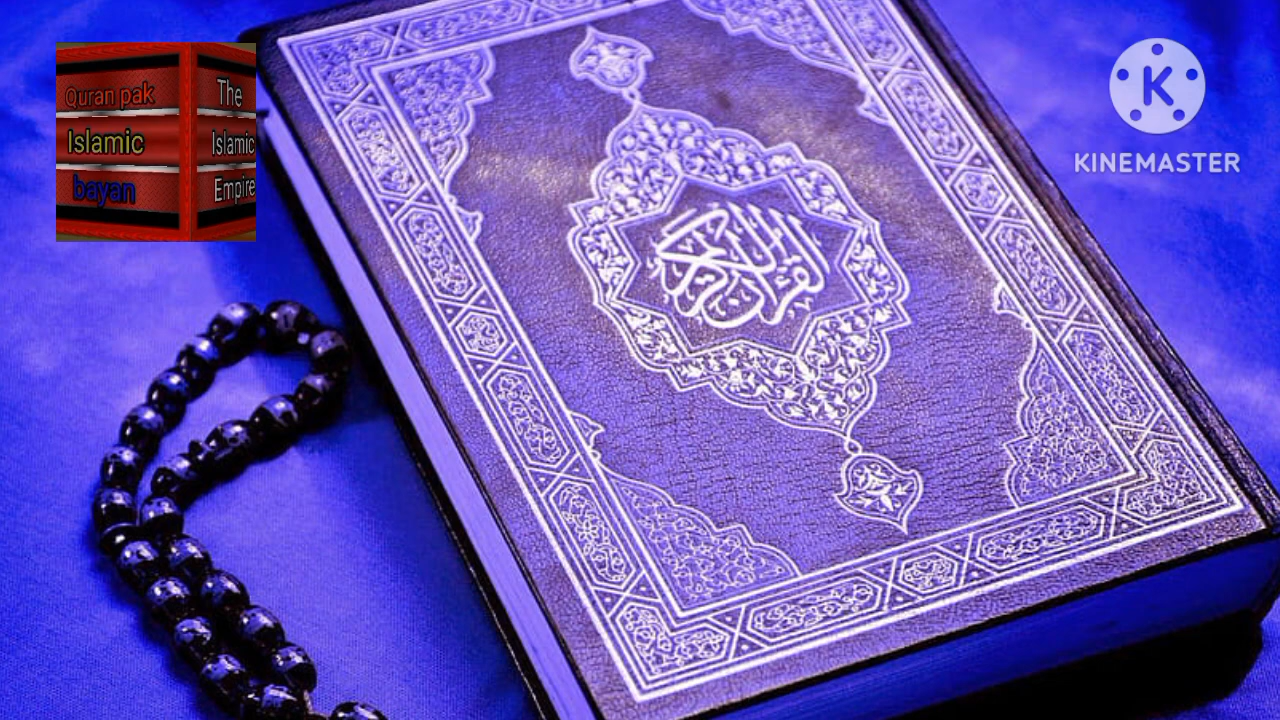 Quran pak
Islamic
bayan
The
Islamic
Empire
K
KINEMASTER
القرآن الكريم